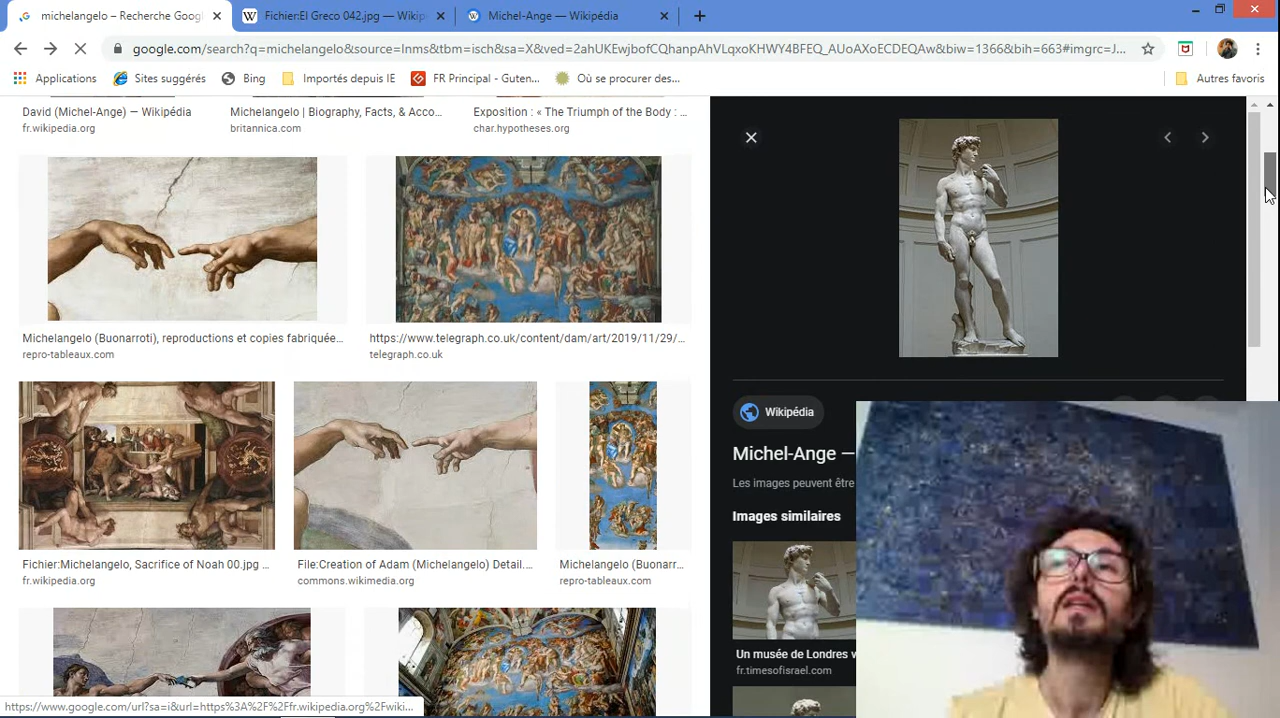 michelangelo – Recherche Goog
Fichier:El Greco 042.jpg — Wikip
Michel-Ange — Wikipédia
google.com/search?q=michelangelo&source=lnms&tbm=isch&sa=X&ved=2ahUKEwjbofCQhanpAhVLqxoKHWY4BFEQ_AUoAXoECDEQAw&biw=1366&bih=663#imgrc=J...
Applications
Sites suggérés
Bing
Importés depuis IE
FR Principal - Guten...
Où se procurer des...
Autres favoris
David (Michel-Ange) — Wikipédia
fr.wikipedia.org
Michelangelo | Biography, Facts, & Acco...
britannica.com
Exposition : « The Triumph of the Body : ...
char.hypotheses.org
Michelangelo (Buonarroti), reproductions et copies fabriquée...
repro-tableaux.com
https://www.telegraph.co.uk/content/dam/art/2019/11/29/...
telegraph.co.uk
Fichier:Michelangelo, Sacrifice of Noah 00.jpg ...
fr.wikipedia.org
File:Creation of Adam (Michelangelo) Detail....
commons.wikimedia.org
Michelangelo (Buonarr...
repro-tableaux.com
Wikipédia
Michel-Ange —
Les images peuvent être
Images similaires
Un musée de Londres v
fr.timesofisrael.com
https://www.google.com/url?sa=i&url=https%3A%2F%2Ffr.wikipedia.org%2Fwiki...